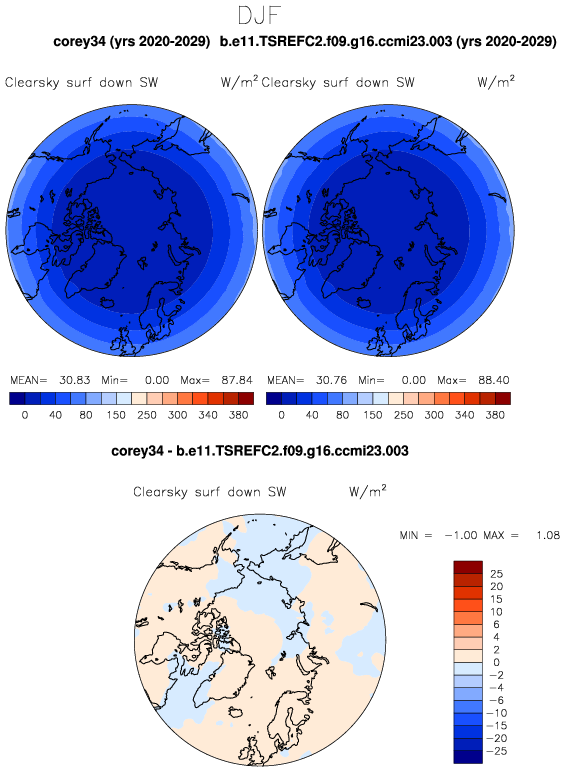 DJF
corey34 (yrs 2020-2029) b.e11.TSREFC2.f09.g16.ccmi23.003 (yrs 2020-2029)
Clearsky surf down SW W/m² Clearsky surf down SW W/m²
MEAN= 30.83 Min= 0.00 Max= 87.84 MEAN= 30.76 Min= 0.00 Max= 88.40
0 40 80 150 250 300 340 380 0 40 80 150 250 300 340 380
corey34 - b.e11.TSREFC2.f09.g16.ccmi23.003
Clearsky surf down SW W/m²
MIN = -1.00 MAX = 1.08
25
20
15
10
6
4
2
0
-2
-4
-6
-10
-15
-20
-25